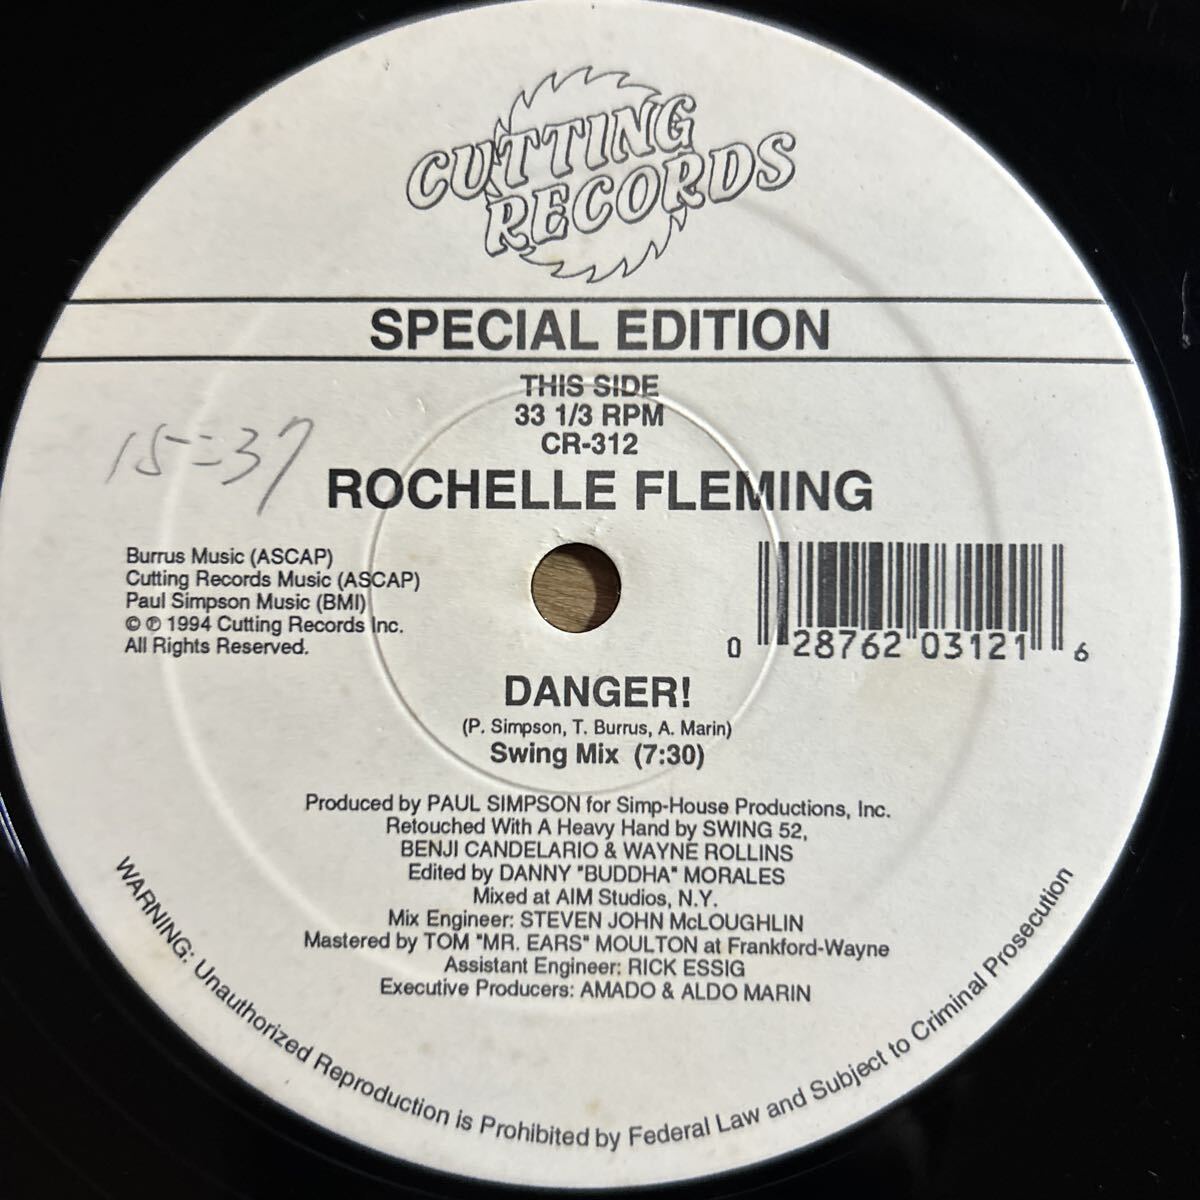 CUTTING
RECORDS
SPECIAL EDITION
THIS SIDE
33 1/3 RPM
CR-312
15=37
ROCHELLE FLEMING
Burrus Music (ASCAP)
Cutting Records Music (ASCAP)
Paul Simpson Music (BMI)
© ℗ 1994 Cutting Records Inc.
All Rights Reserved.
0 28762 03121 6
DANGER!
(P. Simpson, T. Burrus, A. Marin)
Swing Mix (7:30)
Produced by PAUL SIMPSON for Simp-House Productions, Inc.
Retouched With A Heavy Hand by SWING 52,
BENJI CANDELARIO & WAYNE ROLLINS
Edited by DANNY "BUDDHA" MORALES
Mixed at AIM Studios, N.Y.
Mix Engineer: STEVEN JOHN McLOUGHLIN
Mastered by TOM "MR. EARS" MOULTON at Frankford-Wayne
Assistant Engineer: RICK ESSIG
Executive Producers: AMADO & ALDO MARIN
WARNING: Unauthorized Reproduction is Prohibited by Federal Law and Subject to Criminal Prosecution